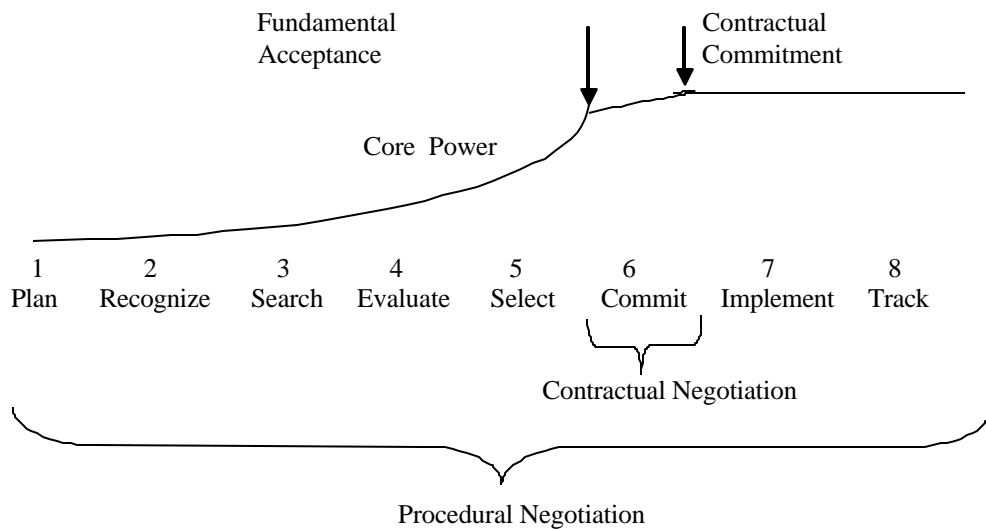 Fundamental
Acceptance
Contractual
Commitment
Core Power
1 2 3 4 5 6 7 8
Plan Recognize Search Evaluate Select Commit Implement Track
Contractual Negotiation
Procedural Negotiation